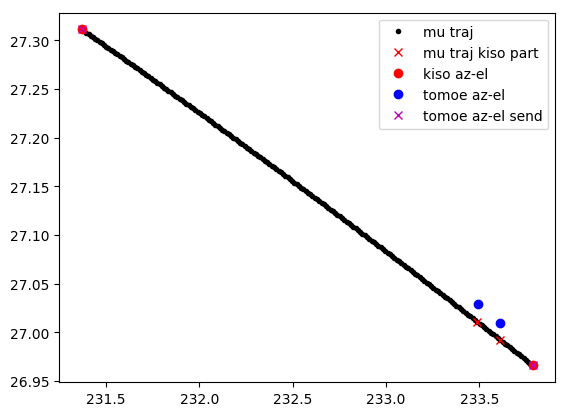 27.30
27.25
27.20
27.15
27.10
27.05
27.00
26.95
231.5 232.0 232.5 233.0 233.5
mu traj
mu traj kiso part
kiso az-el
tomoe az-el
tomoe az-el send